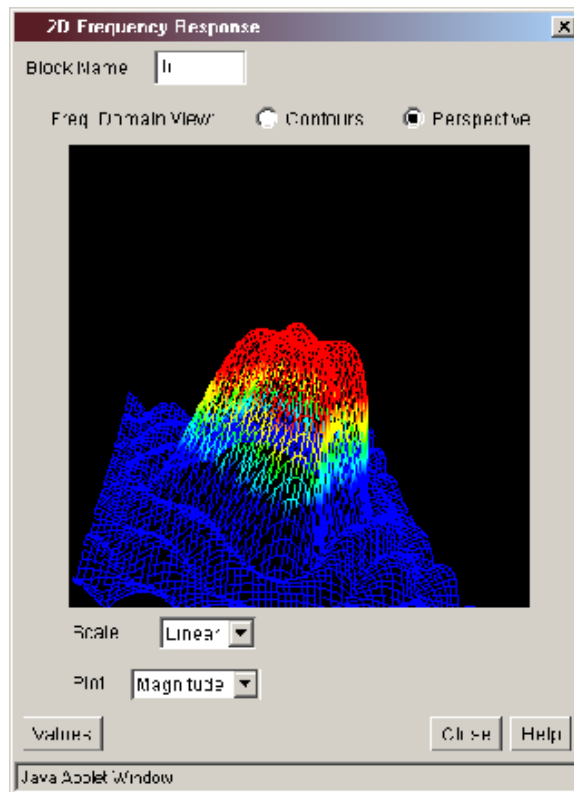 2D Frequency Response
Block Name
Freq. Domain View: Contours Perspective
Scale Linear
Plot Magnitude
Values Close Help
Java Applet Window